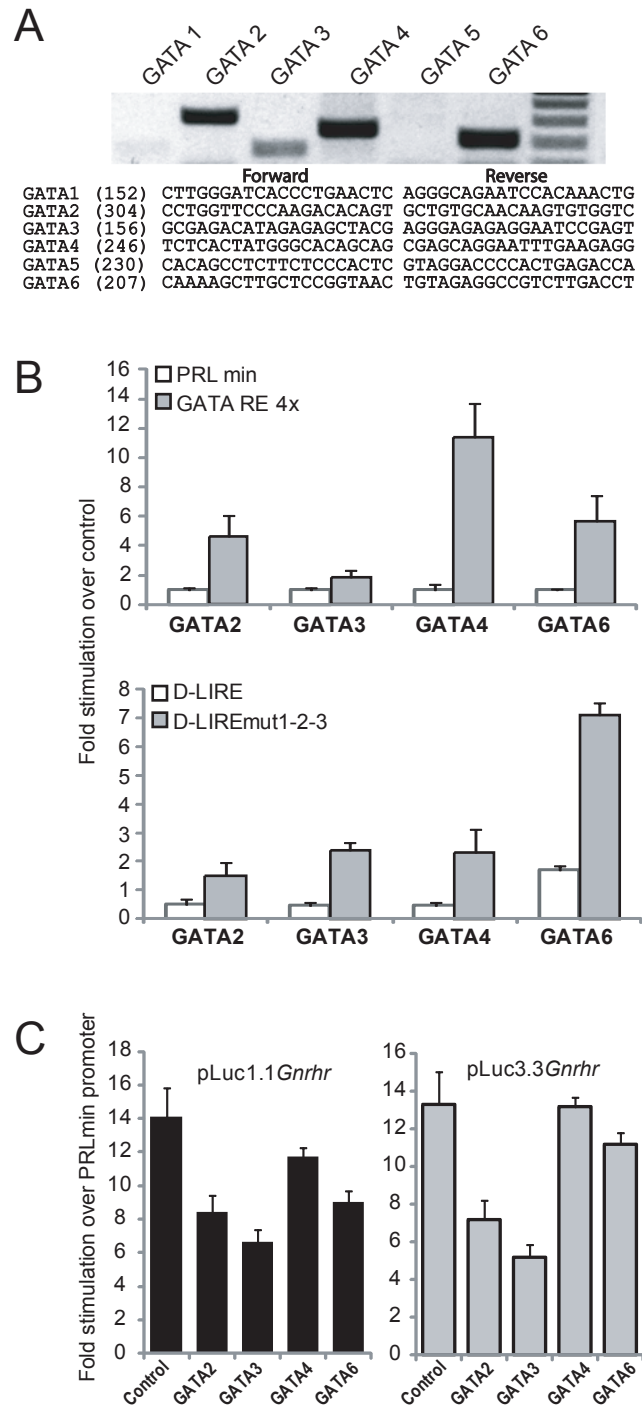 A
GATA 1 GATA 2 GATA 3 GATA 4 GATA 5 GATA 6
Forward Reverse
GATA1 (152) CTTGGGATCACCCTGAACTC AGGGCAGAATCCACAAACTG
GATA2 (304) CCTGGTTCCCAAGACACAGT GCTGTGCAACAAGTGTGGTC
GATA3 (156) GCGAGACATAGAGAGCTACG GAGGGAGAGAGGAATCCGAGT
GATA4 (246) TCTCACTATGGGCACAGCAG CGAGCAGGAATTTGAAGAGG
GATA5 (230) CACAGCCTCTTCTCCCACTC GTAGGACCCCACTGAGACCA
GATA6 (207) CAAAAGCTTGCTCCGGTAAC TGTAGAGGCCGTCTTGACCT
B
Fold stimulation over control
16
14
12
10
8
6
4
2
0
PRL min
GATA RE 4x
GATA2 GATA3 GATA4 GATA6
8
7
6
5
4
3
2
1
0
D-LIRE
D-LIREmut1-2-3
GATA2 GATA3 GATA4 GATA6
C
Fold stimulation over PRLmin promoter
18
16
14
12
10
8
6
4
2
0
pLuc1.1Gnrhr
Control GATA2 GATA3 GATA4 GATA6
16
14
12
10
8
6
4
2
0
pLuc3.3Gnrhr
Control GATA2 GATA3 GATA4 GATA6